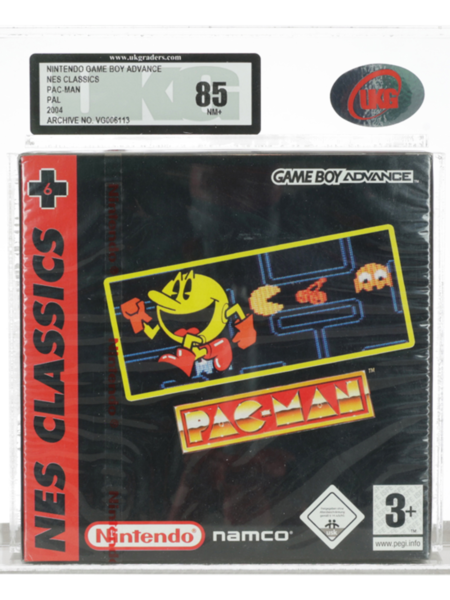 www.ukgraders.com
NINTENDO GAME BOY ADVANCE
NES CLASSICS
PAC-MAN
PAL
2004
ARCHIVE NO. VG006113
UKG
85
NM+
UKG
6
NES CLASSICS
GAME BOY ADVANCE
PAC-MAN™
Nintendo
namco®
3+
www.pegi.info